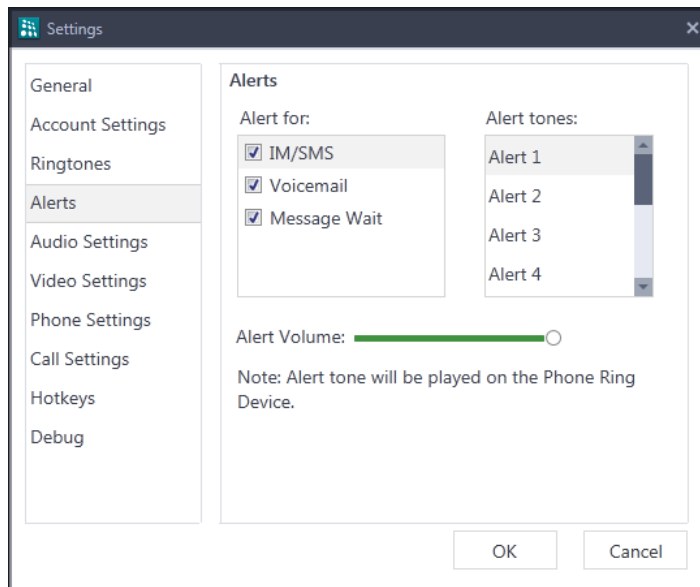 Settings
General
Account Settings
Ringtones
Alerts
Audio Settings
Video Settings
Phone Settings
Call Settings
Hotkeys
Debug
Alerts
Alert for:
IM/SMS
Voicemail
Message Wait
Alert tones:
Alert 1
Alert 2
Alert 3
Alert 4
Alert Volume:
Note: Alert tone will be played on the Phone Ring
Device.
OK
Cancel